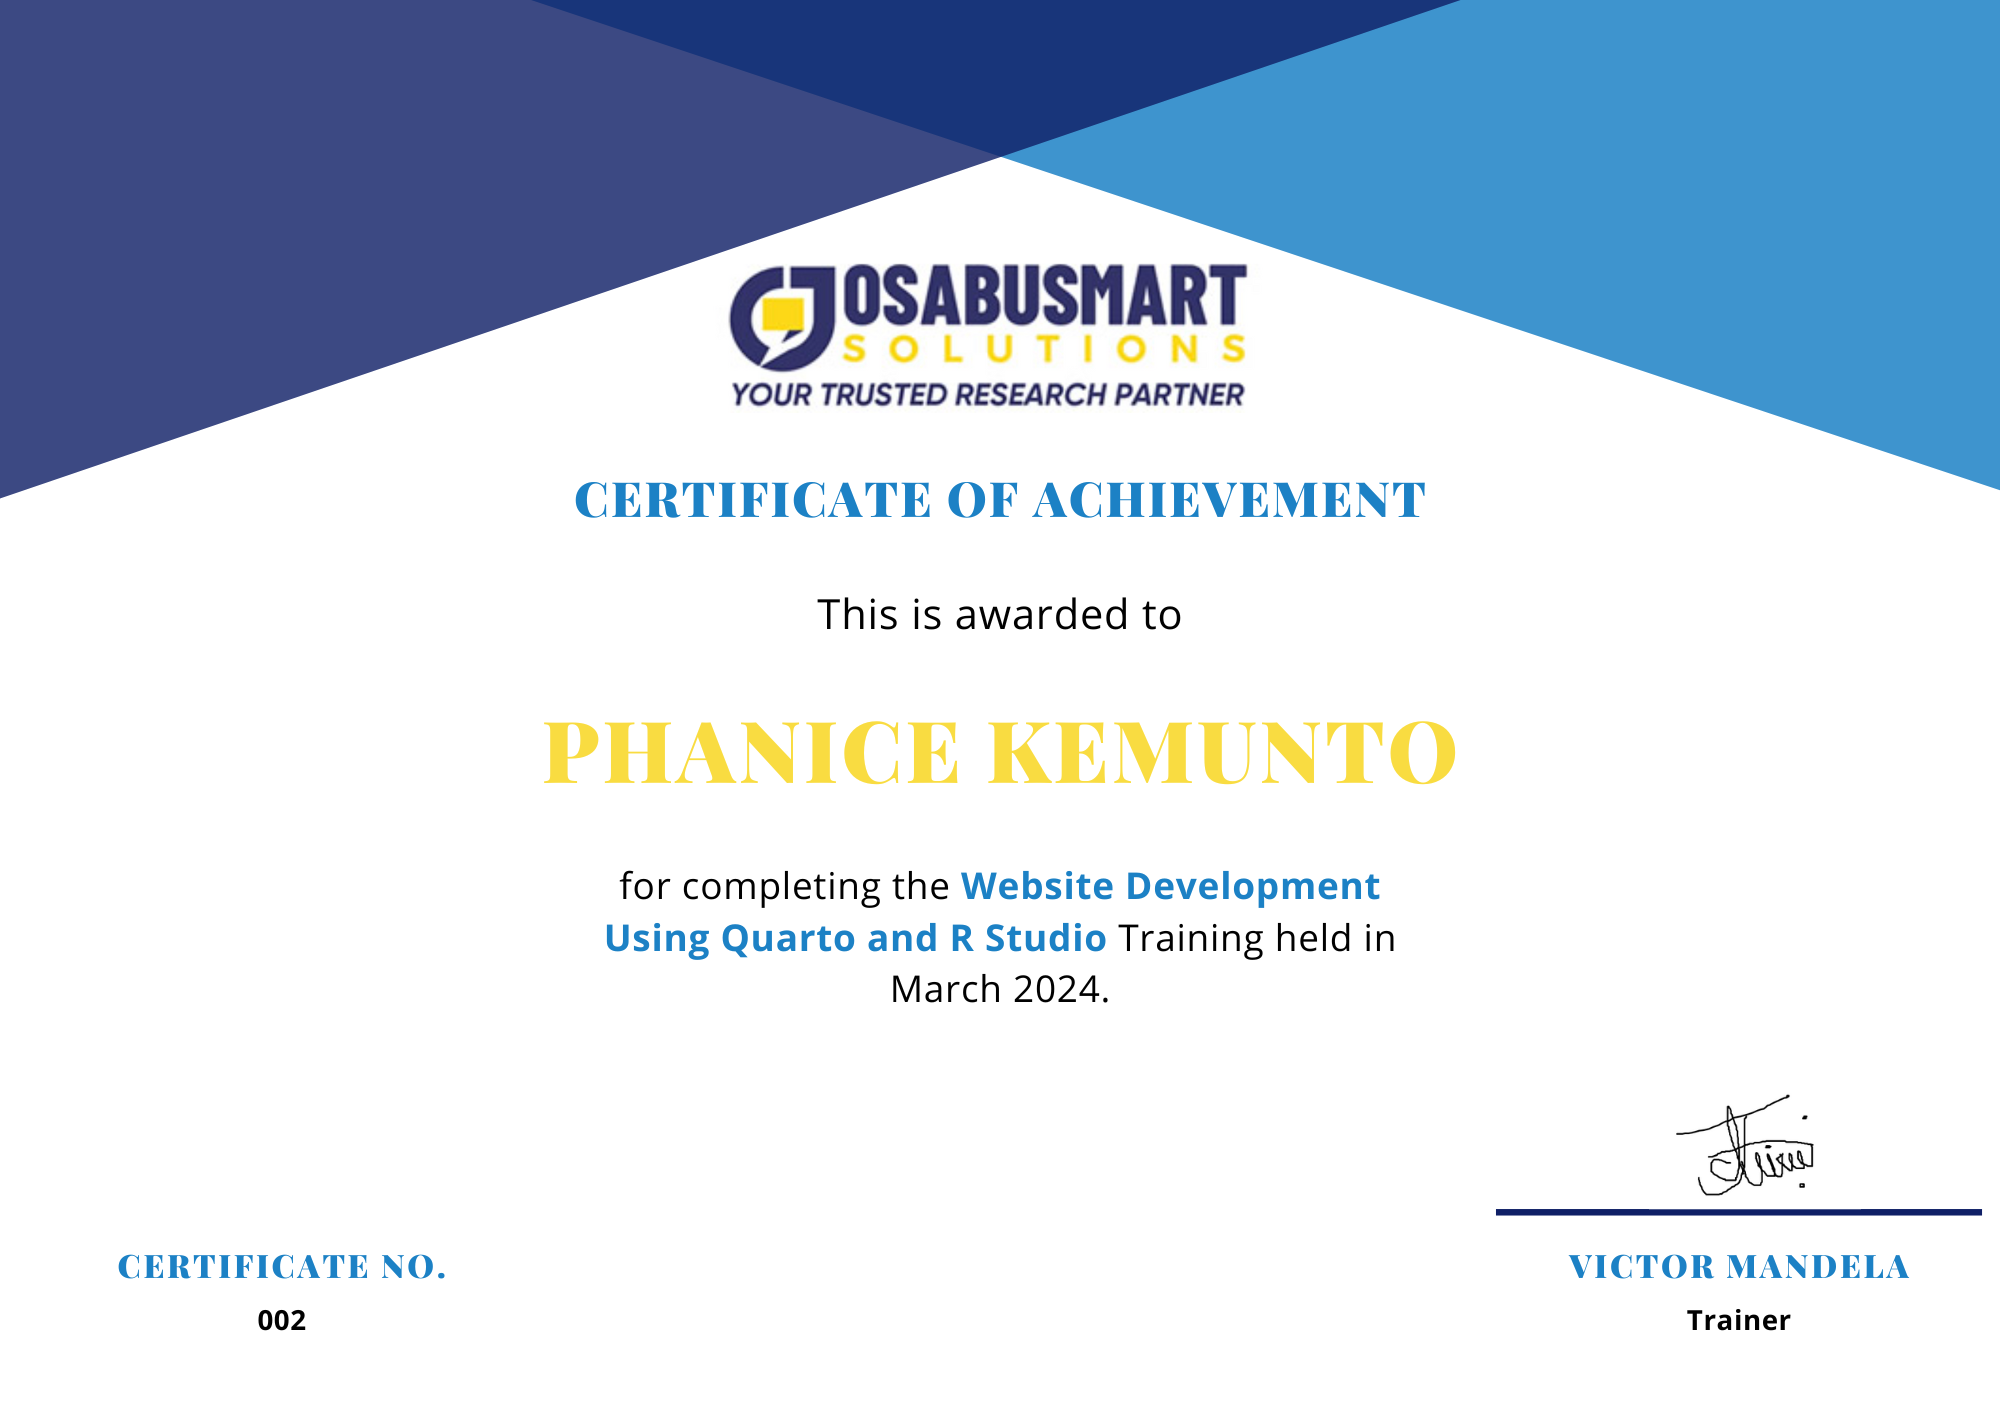 JOSABUSMART
SOLUTIONS
YOUR TRUSTED RESEARCH PARTNER
CERTIFICATE OF ACHIEVEMENT
This is awarded to
PHANICE KEMUNTO
for completing the Website Development
Using Quarto and R Studio Training held in
March 2024.
CERTIFICATE NO.
002
VICTOR MANDELA
Trainer